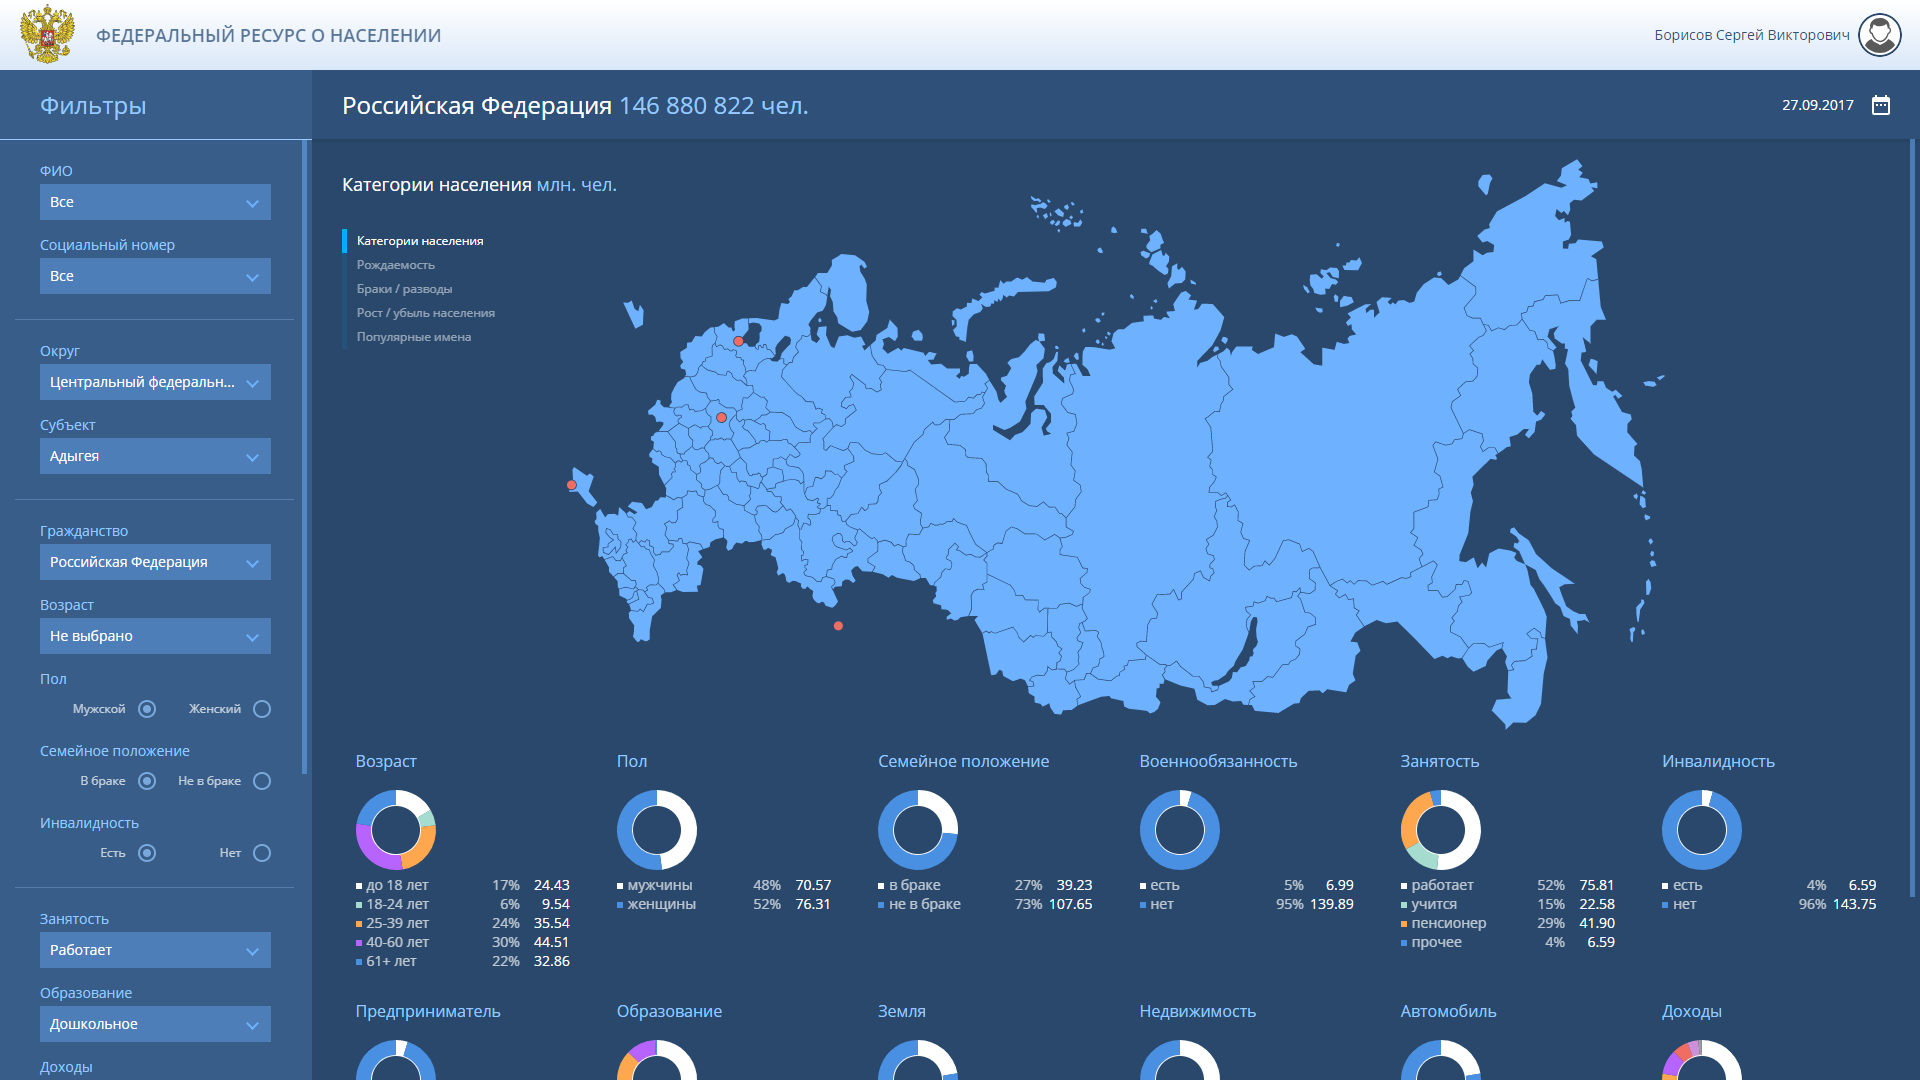 ФЕДЕРАЛЬНЫЙ РЕСУРС О НАСЕЛЕНИИ
Борисов Сергей Викторович
Фильтры
Российская Федерация 146 880 822 чел.
27.09.2017
ФИО
Все
Социальный номер
Все
Округ
Центральный федеральн...
Субъект
Адыгея
Гражданство
Российская Федерация
Возраст
Не выбрано
Пол
Мужской Женский
Семейное положение
В браке Не в браке
Инвалидность
Есть Нет
Занятость
Работает
Образование
Дошкольное
Доходы
Категории населения млн. чел.
Категории населения
Рождаемость
Браки / разводы
Рост / убыль населения
Популярные имена
Возраст
до 18 лет 17% 24.43
18-24 лет 6% 9.54
25-39 лет 24% 35.54
40-60 лет 30% 44.51
61+ лет 22% 32.86
Пол
мужчины 48% 70.57
женщины 52% 76.31
Семейное положение
в браке 27% 39.23
не в браке 73% 107.65
Военнообязанность
есть 5% 6.99
нет 95% 139.89
Занятость
работает 52% 75.81
учится 15% 22.58
пенсионер 29% 41.90
прочее 4% 6.59
Инвалидность
есть 4% 6.59
нет 96% 143.75
Предприниматель
Образование
Земля
Недвижимость
Автомобиль
Доходы